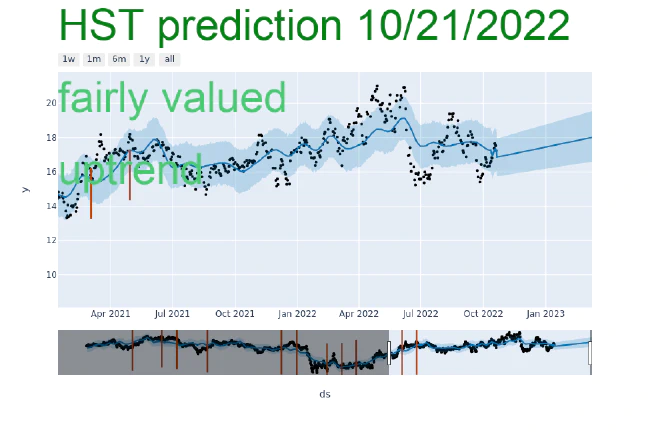 HST prediction 10/21/2022
1w 1m 6m 1y all
fairly valued
uptrend
20
18
16
14
12
10
y
Apr 2021 Jul 2021 Oct 2021 Jan 2022 Apr 2022 Jul 2022 Oct 2022 Jan 2023
ds